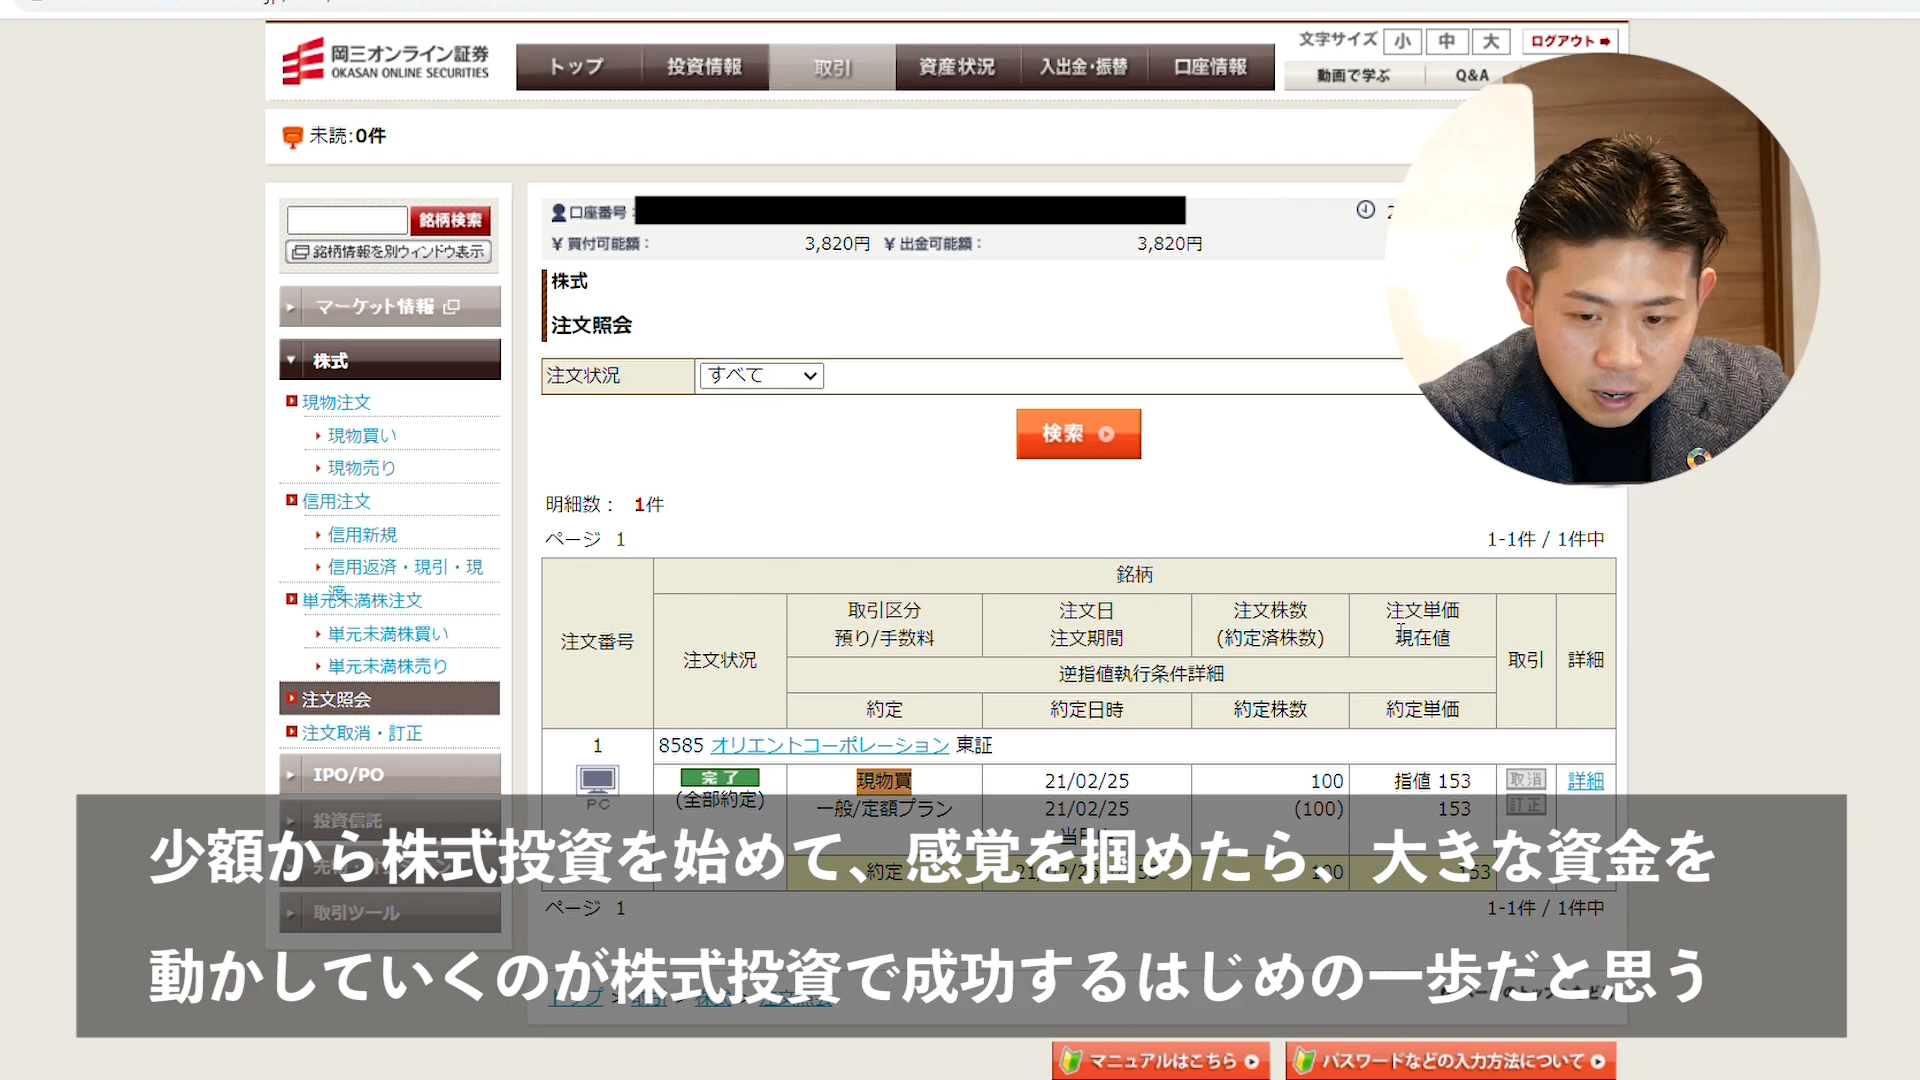 岡三オンライン証券
OKASAN ONLINE SECURITIES
トップ
投資情報
取引
資産状況
入出金・振替
口座情報
文字サイズ 小 中 大
ログアウト
動画で学ぶ
Q&A
未読:0件
銘柄検索
銘柄情報を別ウィンドウ表示
マーケット情報
株式
現物注文
現物買い
現物売り
信用注文
信用新規
信用返済・現引・現渡
単元未満株注文
単元未満株買い
単元未満株売り
注文照会
注文取消・訂正
IPO/PO
投資信託
取引ツール
口座番号:
¥ 買付可能額: 3,820円 ¥ 出金可能額: 3,820円
株式
注文照会
注文状況 すべて
検索
明細数: 1件
ページ 1
1-1件 / 1件中
注文番号
銘柄
注文状況
取引区分
預り/手数料
注文日
注文期間
注文株数
(約定済株数)
注文単価
現在値
取引
詳細
逆指値執行条件詳細
約定
約定日時
約定株数
約定単価
1
PC
8585 オリエントコーポレーション 東証
完了
(全部約定)
現物買
一般/定額プラン
21/02/25
21/02/25
100
(100)
指値 153
153
取消
訂正
詳細
約定
100
153
ページ 1
1-1件 / 1件中
少額から株式投資を始めて、感覚を掴めたら、大きな資金を
動かしていくのが株式投資で成功するはじめの一歩だと思う
トップ > 取引 > 株式 > 注文照会
マニュアルはこちら
パスワードなどの入力方法について